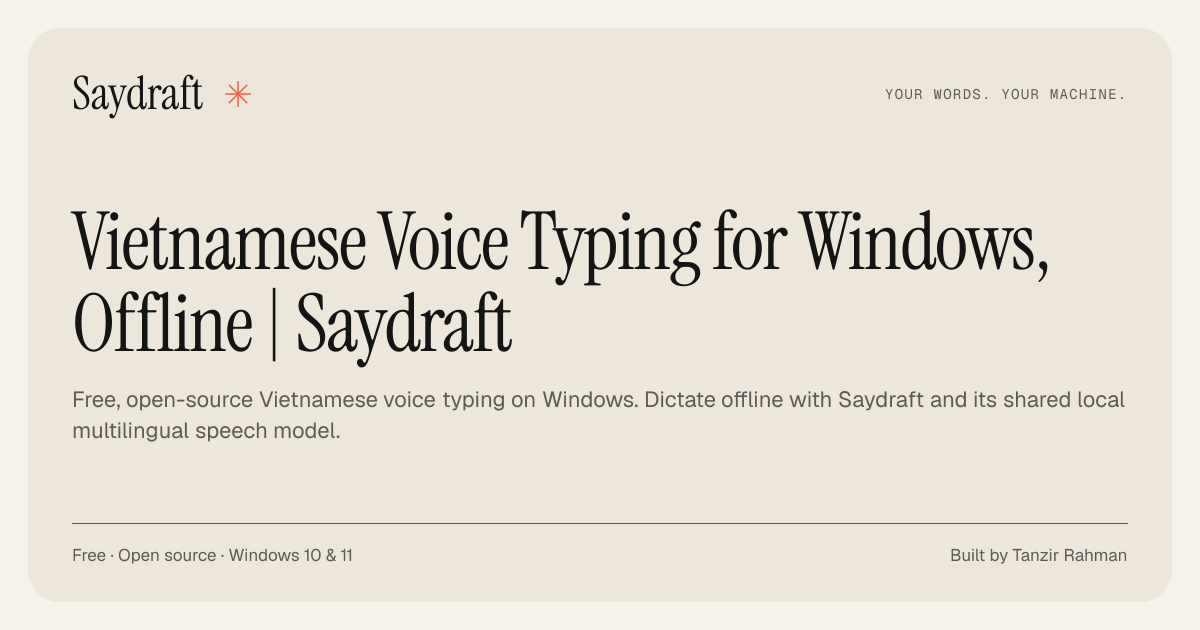 Saydraft
YOUR WORDS. YOUR MACHINE.
Vietnamese Voice Typing for Windows,
Offline | Saydraft
Free, open-source Vietnamese voice typing on Windows. Dictate offline with Saydraft and its shared local
multilingual speech model.
Free · Open source · Windows 10 & 11
Built by Tanzir Rahman